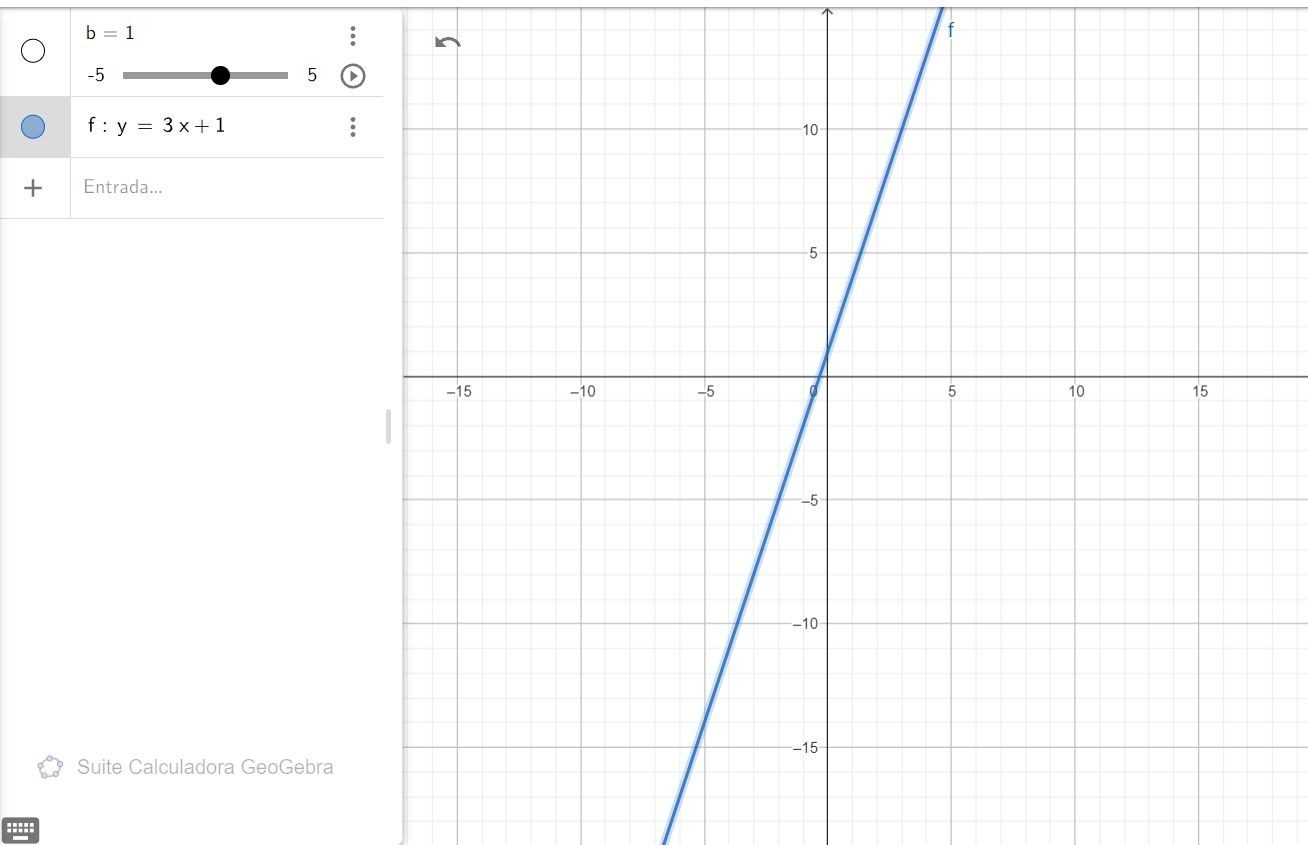 b = 1
-5 5
f : y = 3 x + 1
Entrada...
Suite Calculadora GeoGebra
f
10
5
−15 −10 −5 0 5 10 15
−5
−10
−15